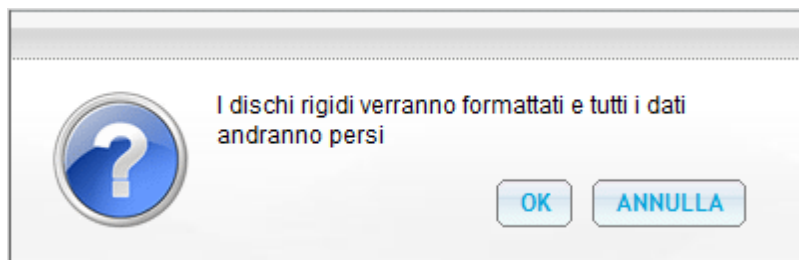 I dischi rigidi verranno formattati e tutti i dati
andranno persi
OK ANNULLA